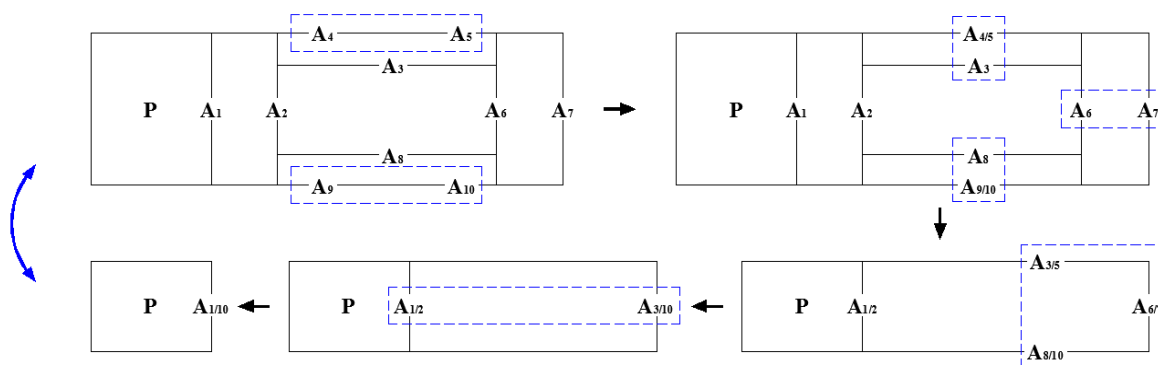 A4 A5
A3
P A1 A2 A6 A7
A8
A9 A10
A4/5
A3
P A1 A2 A6 A7
A8
A9/10
P A1/10
P A1/2 A3/10
A3/5
P A1/2 A6/
A8/10